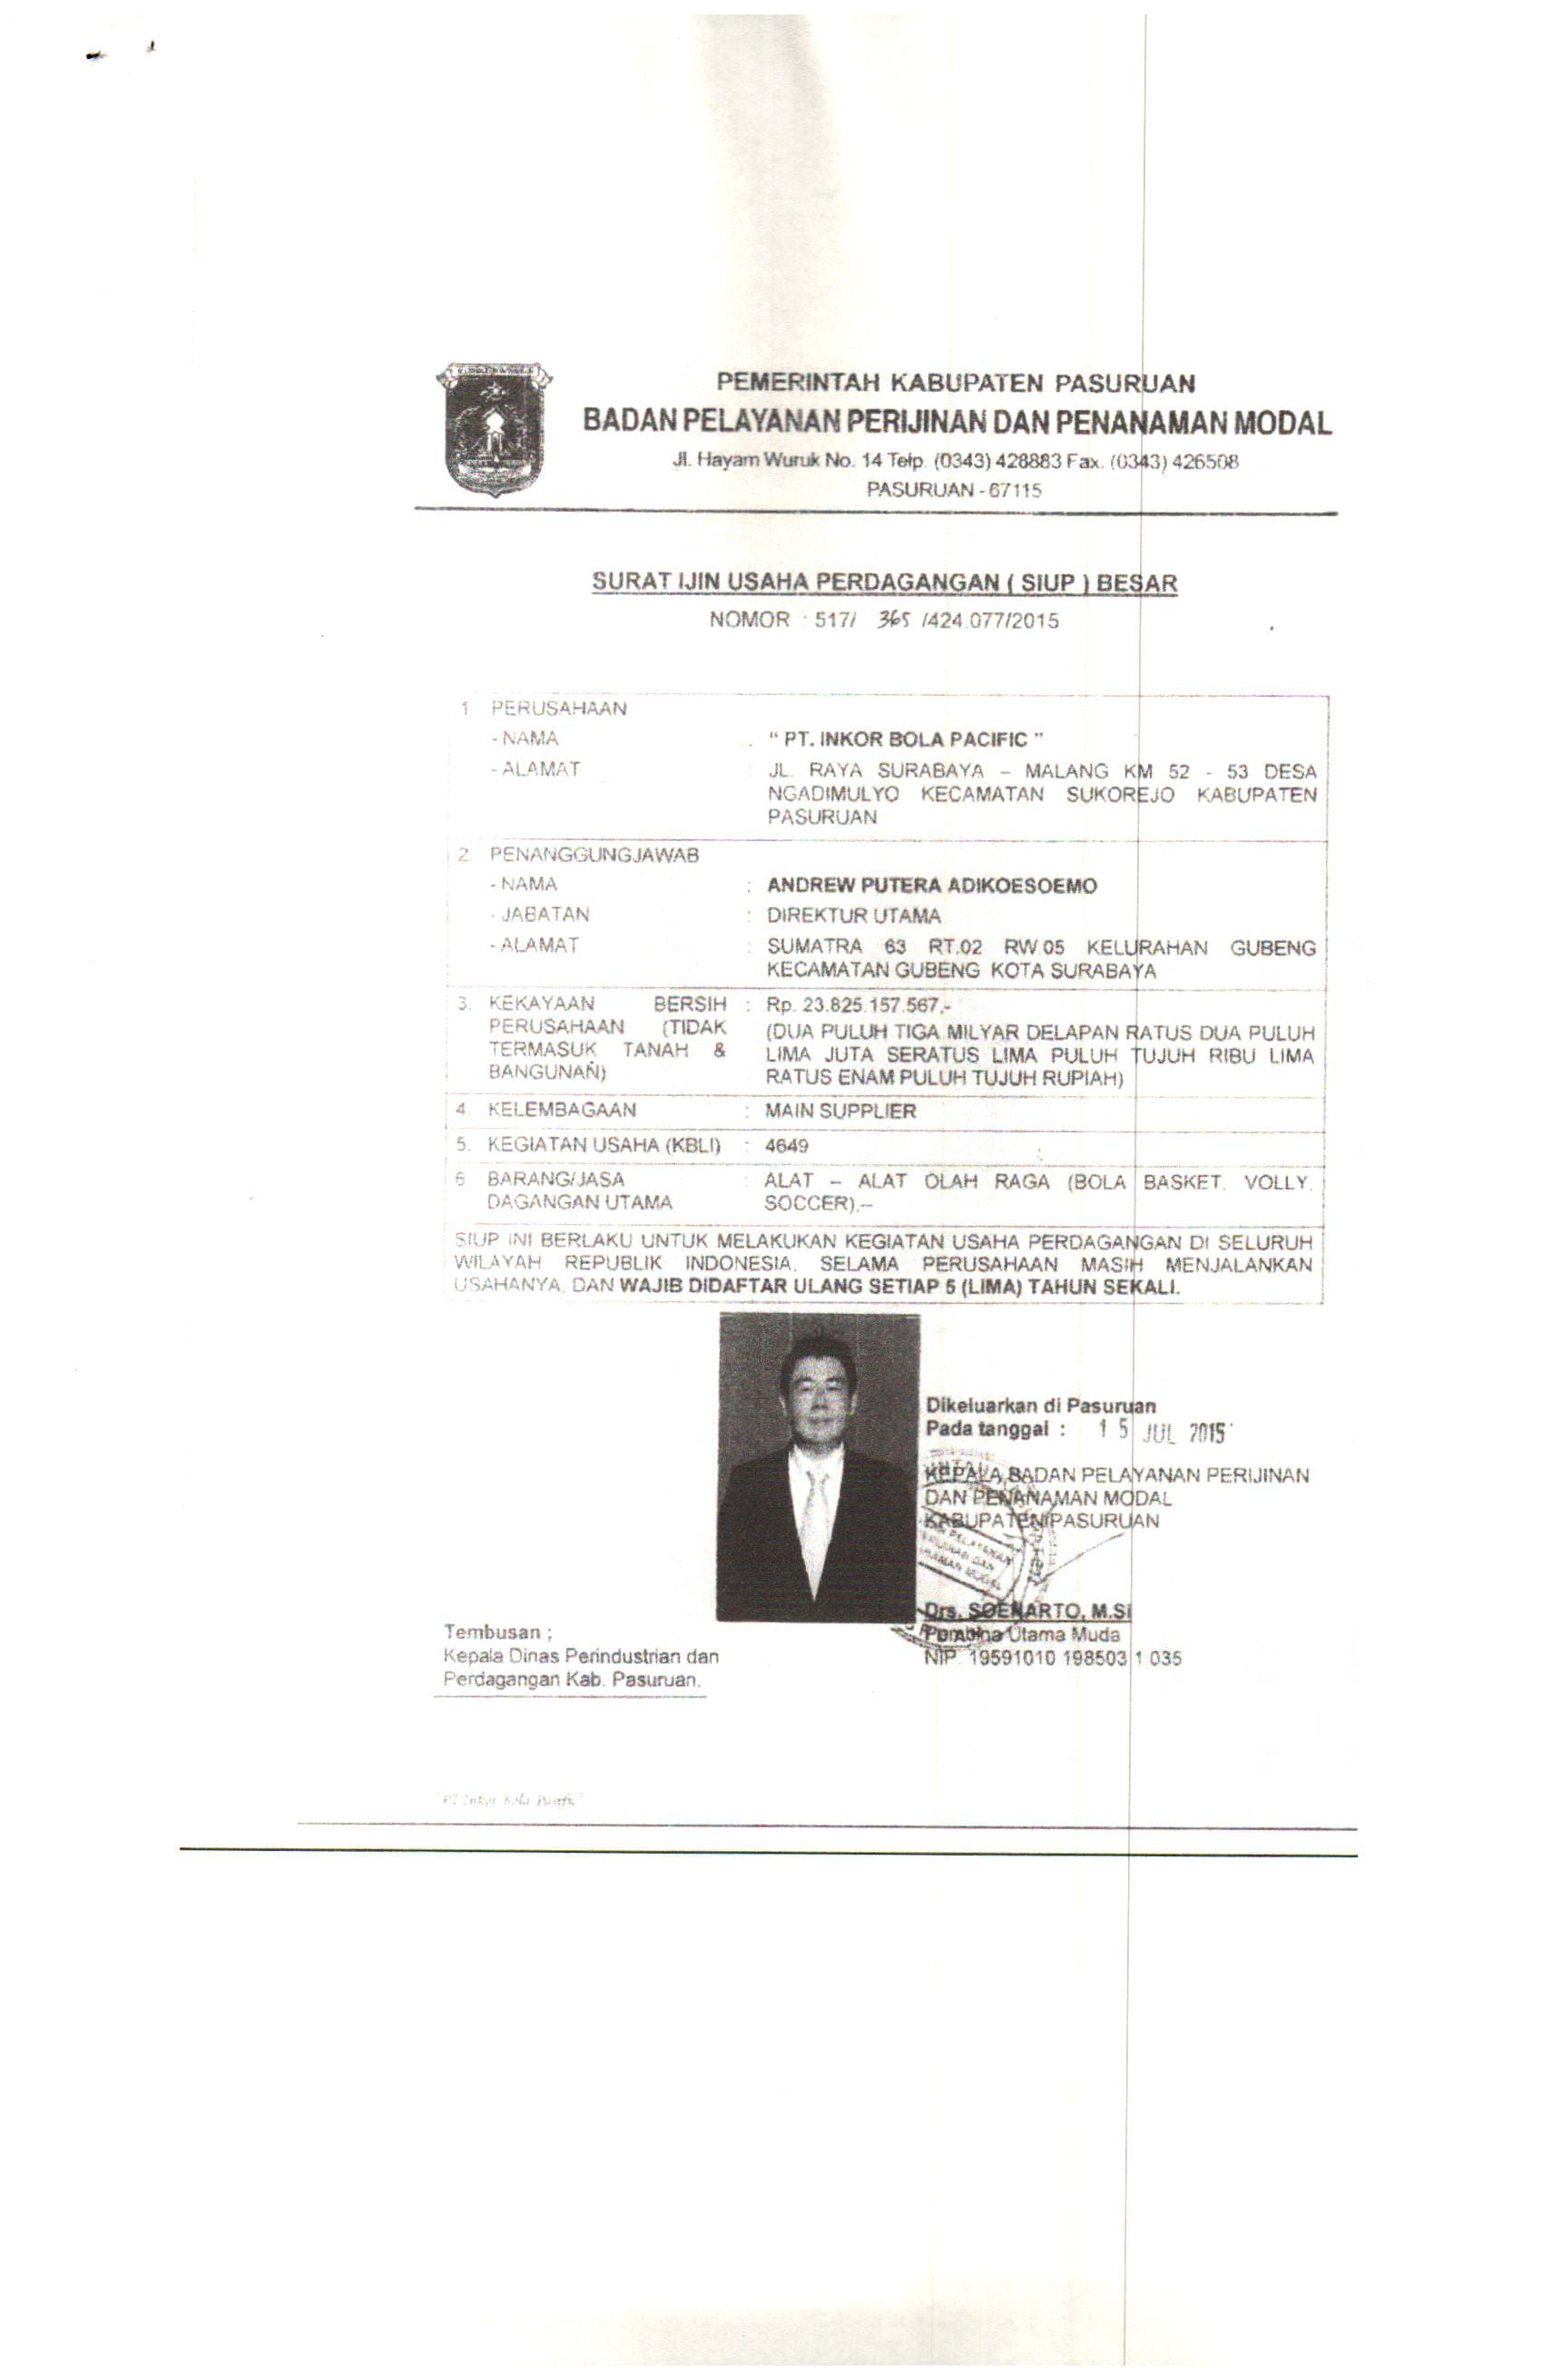 PEMERINTAH KABUPATEN PASURUAN
BADAN PELAYANAN PERIJINAN DAN PENANAMAN MODAL
Jl. Hayam Wuruk No. 14 Telp. (0343) 428883 Fax. (0343) 426508
PASURUAN - 67115
SURAT IJIN USAHA PERDAGANGAN ( SIUP ) BESAR
NOMOR : 517/ 365 /424.077/2015
1 PERUSAHAAN
- NAMA : “ PT. INKOR BOLA PACIFIC ”
- ALAMAT : JL. RAYA SURABAYA – MALANG KM 52 - 53 DESA
NGADIMULYO KECAMATAN SUKOREJO KABUPATEN
PASURUAN
2. PENANGGUNGJAWAB
- NAMA : ANDREW PUTERA ADIKOESOEMO
- JABATAN : DIREKTUR UTAMA
- ALAMAT : SUMATRA 63 RT.02 RW.05 KELURAHAN GUBENG
KECAMATAN GUBENG KOTA SURABAYA
3. KEKAYAAN BERSIH : Rp. 23.825.157.567,-
PERUSAHAAN (TIDAK (DUA PULUH TIGA MILYAR DELAPAN RATUS DUA PULUH
TERMASUK TANAH & LIMA JUTA SERATUS LIMA PULUH TUJUH RIBU LIMA
BANGUNAN) RATUS ENAM PULUH TUJUH RUPIAH)
4. KELEMBAGAAN : MAIN SUPPLIER
5. KEGIATAN USAHA (KBLI) : 4649
6 BARANG/JASA : ALAT – ALAT OLAH RAGA (BOLA BASKET, VOLLY,
DAGANGAN UTAMA SOCCER).--
SIUP INI BERLAKU UNTUK MELAKUKAN KEGIATAN USAHA PERDAGANGAN DI SELURUH
WILAYAH REPUBLIK INDONESIA, SELAMA PERUSAHAAN MASIH MENJALANKAN
USAHANYA, DAN WAJIB DIDAFTAR ULANG SETIAP 5 (LIMA) TAHUN SEKALI.
Dikeluarkan di Pasuruan
Pada tanggal : 15 JUL 2015
KEPALA BADAN PELAYANAN PERIJINAN
DAN PENANAMAN MODAL
KABUPATEN PASURUAN
Drs. SOENARTO, M.Si
Pembina Utama Muda
NIP. 19591010 198503 1 035
Tembusan ;
Kepala Dinas Perindustrian dan
Perdagangan Kab. Pasuruan.
"PT Inkor Bola Pasific"